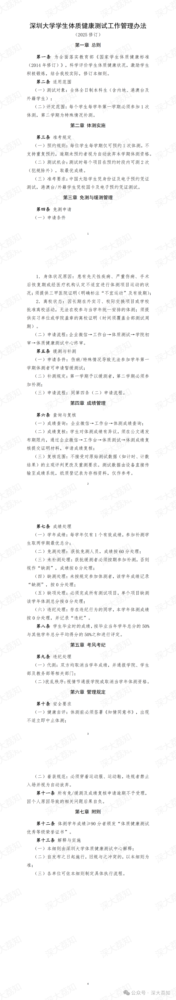 深圳大学学生体质健康测试工作管理办法
（2025 修订）
第一章 总则
第一条 为全面落实教育部《国家学生体质健康标准
（2014 年修订）》，科学评价学生体质健康状况，激励学生
积极锻炼，结合我校实际，修订本细则。
第二条 适用范围
（一）测试对象：全体全日制本科生（含内地、港澳台及
外籍学生）；
（二）评定范围：每个学生每学年第一学期必须参加 1 次
体测，第二学期为特殊情况补测。
第二章 体测实施
第三条 准考规定
（一）预约规则：每位学生每学期仅可预约 1 次体测，不
支持重复预约，逾期未预约者视为自动放弃本学期体测资格。
（二）测试机会：测试时每个项目在预约时段内可测 2 次
（犯规除外），取最优成绩。
（三）准考要求：中国大陆学生凭身份证及电子预约凭证
测试，港澳台/外籍学生凭校园卡及电子预约凭证测试。
第三章 免测与缓测管理
第四条 免测申请
（一）申请条件
1
1. 身体状况原因：患有先天性疾病、严重伤病、手术
后恢复期或经医疗机构认定不适宜进行体测项目运动的状
况；须提供三甲医院证明（明确标注“不宜运动”及有效期）；
2. 离校状态：因长期在外实习、校际交换项目或学校
批准离校活动，无法在校参与当学年统一安排的体测；须提
供实习单位或学院盖章的离校证明（时间须覆盖全部测试周
期）。
（二）申请流程：企业微信→工作台→体质测试→学院初
审→体质健康测试中心终审。
第五条 缓测与补测
（一）申请条件：伤病/特殊情况导致无法参加学年第一
学期体测者可申请暂缓测试；
（二）补测规定：第一学期予以缓测者，第二学期必须参
加补测；
（三）申请流程：同第四条（二）申请流程。
第四章 成绩管理
第六条 查询与复核
（一）成绩查询：企业微信→工作台→体测成绩查询；
（二）成绩复核：学生对体测成绩有异议，须在公文通发
布期限内，通过企业微信→工作台→体质测试→体测成绩复
核提交证明材料，申请成绩复核；
（三）复核范围：不接受对原始测试数据（如计时、计数
结果）的主观评判更改及重测要求。测试数据由设备直接传
输至成绩系统，纸质登记表为存档资料，仅作参考。
2
第七条 成绩处理
（一）学年成绩：每学年仅有 1 个有效成绩，参加补测学
生取两学期最优总分；
（二）免测处理：获批免测人员，成绩按 60 分处理；
（三）未补测处理：获批缓测者必须按期参加补测，否则
视作“缺测”，成绩按 0 分处理；
（四）缺测处理：未按规定参加体测者，该学年成绩记录
“缺测”，按 0 分处理；
（五）缺项处理：必须完成所有测试项目，单个项目缺测
该学年体测总分按 0 分处理；
（六）违纪处理：存在违纪行为的同学，本学年体测成绩
按 0 分处理，并记录“违纪”。
第八条 学生毕业时的成绩，按毕业当年学年总分的 50%
与其他学年总分平均得分的 50%之和进行评定。
第五章 考风考纪
第九条 违纪处理
（一）代测：双方均取消当学年成绩，并通报学院、学生
部及教务部等相关部门；
（二）扰乱秩序：视情节通报学院或取消当学年体测资格。
第六章 管理规定
第十条 安全要求
（一）健康自评：体测前必须签署《知情同意书》，出现
不适立即中止体测；
3
（二）着装规范：必须穿着运动服、运动鞋，违规者禁止
入场并视为自动放弃。
第十一条 所有免/缓测及成绩复核申请逾期不予受理，
因个人原因导致的相关问题后果自负。
第七章 附则
第十二条 体测学年成绩≥90 分者颁发“体质健康测试
优秀等级荣誉证书”。
第十三条 解释与实施
（一）本细则由深圳大学体质健康测试中心解释；
（二）自发布之日起施行，旧规与之冲突的，以本细则为
准；
（三）各单位可依本细则制定具体执行流程。
4
公众号 · 深大荔知